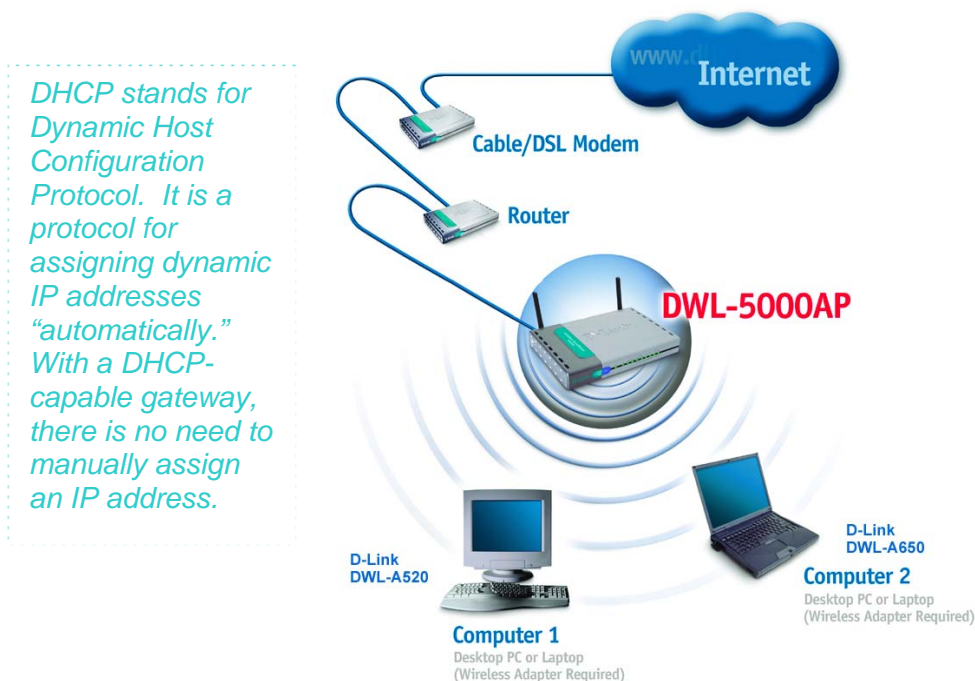 DHCP stands for
Dynamic Host
Configuration
Protocol.  It is a
protocol for
assigning dynamic
IP addresses
“automatically.”
With a DHCP-
capable gateway,
there is no need to
manually assign
an IP address.
Internet
Cable/DSL Modem
Router
DWL-5000AP
D-Link
D-Link
DWL-A520
Computer 1
Desktop PC or Laptop
(Wireless Adapter Required)
D-Link
DWL-A650
Computer 2
Desktop PC or Laptop
(Wireless Adapter Required)